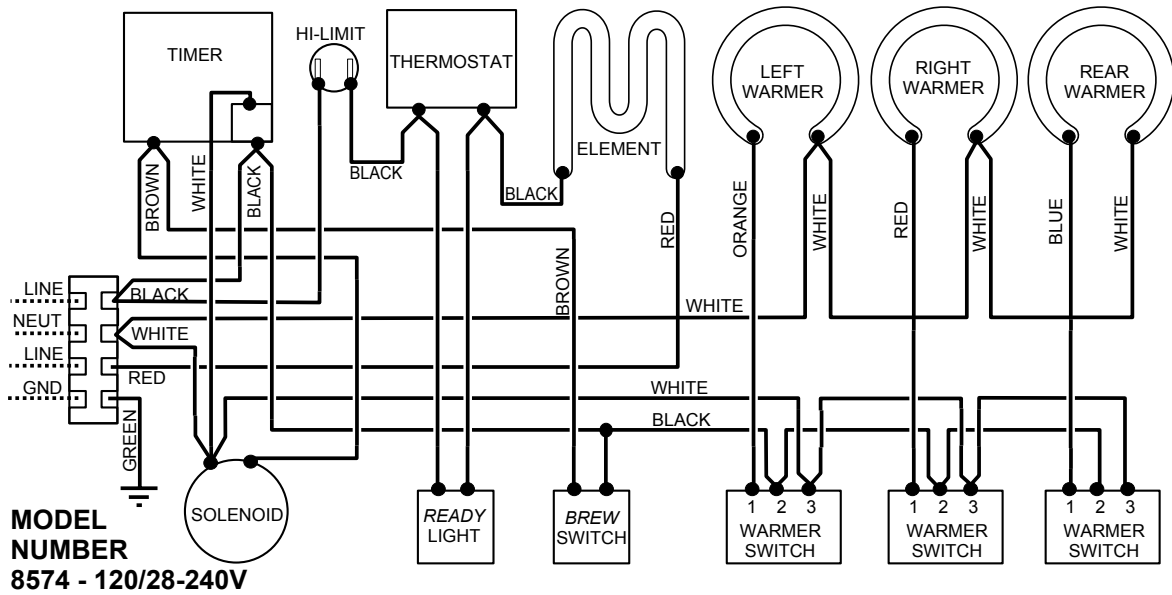 TIMER
HI-LIMIT
THERMOSTAT
ELEMENT
LEFT
WARMER
RIGHT
WARMER
REAR
WARMER
BROWN
WHITE
BLACK
BLACK
BLACK
RED
ORANGE
WHITE
RED
WHITE
BLUE
WHITE
LINE
BLACK
BROWN
WHITE
NEUT
WHITE
LINE
RED
GND
GREEN
WHITE
BLACK
SOLENOID
READY
LIGHT
BREW
SWITCH
1 2 3
WARMER
SWITCH
1 2 3
WARMER
SWITCH
1 2 3
WARMER
SWITCH
MODEL
NUMBER
8574 - 120/28-240V